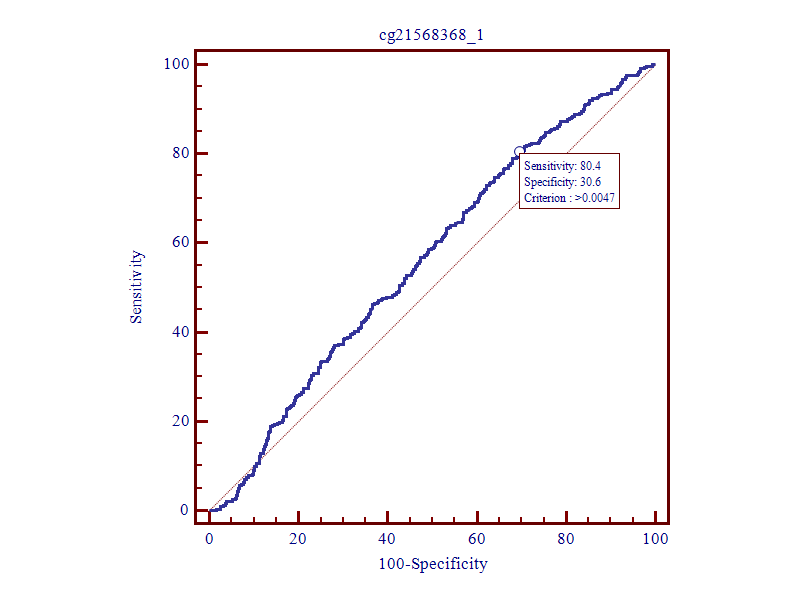 cg21568368_1
100
80
60
40
20
0
Sensitivity
Sensitivity: 80.4
Specificity: 30.6
Criterion : >0.0047
0 20 40 60 80 100
100-Specificity